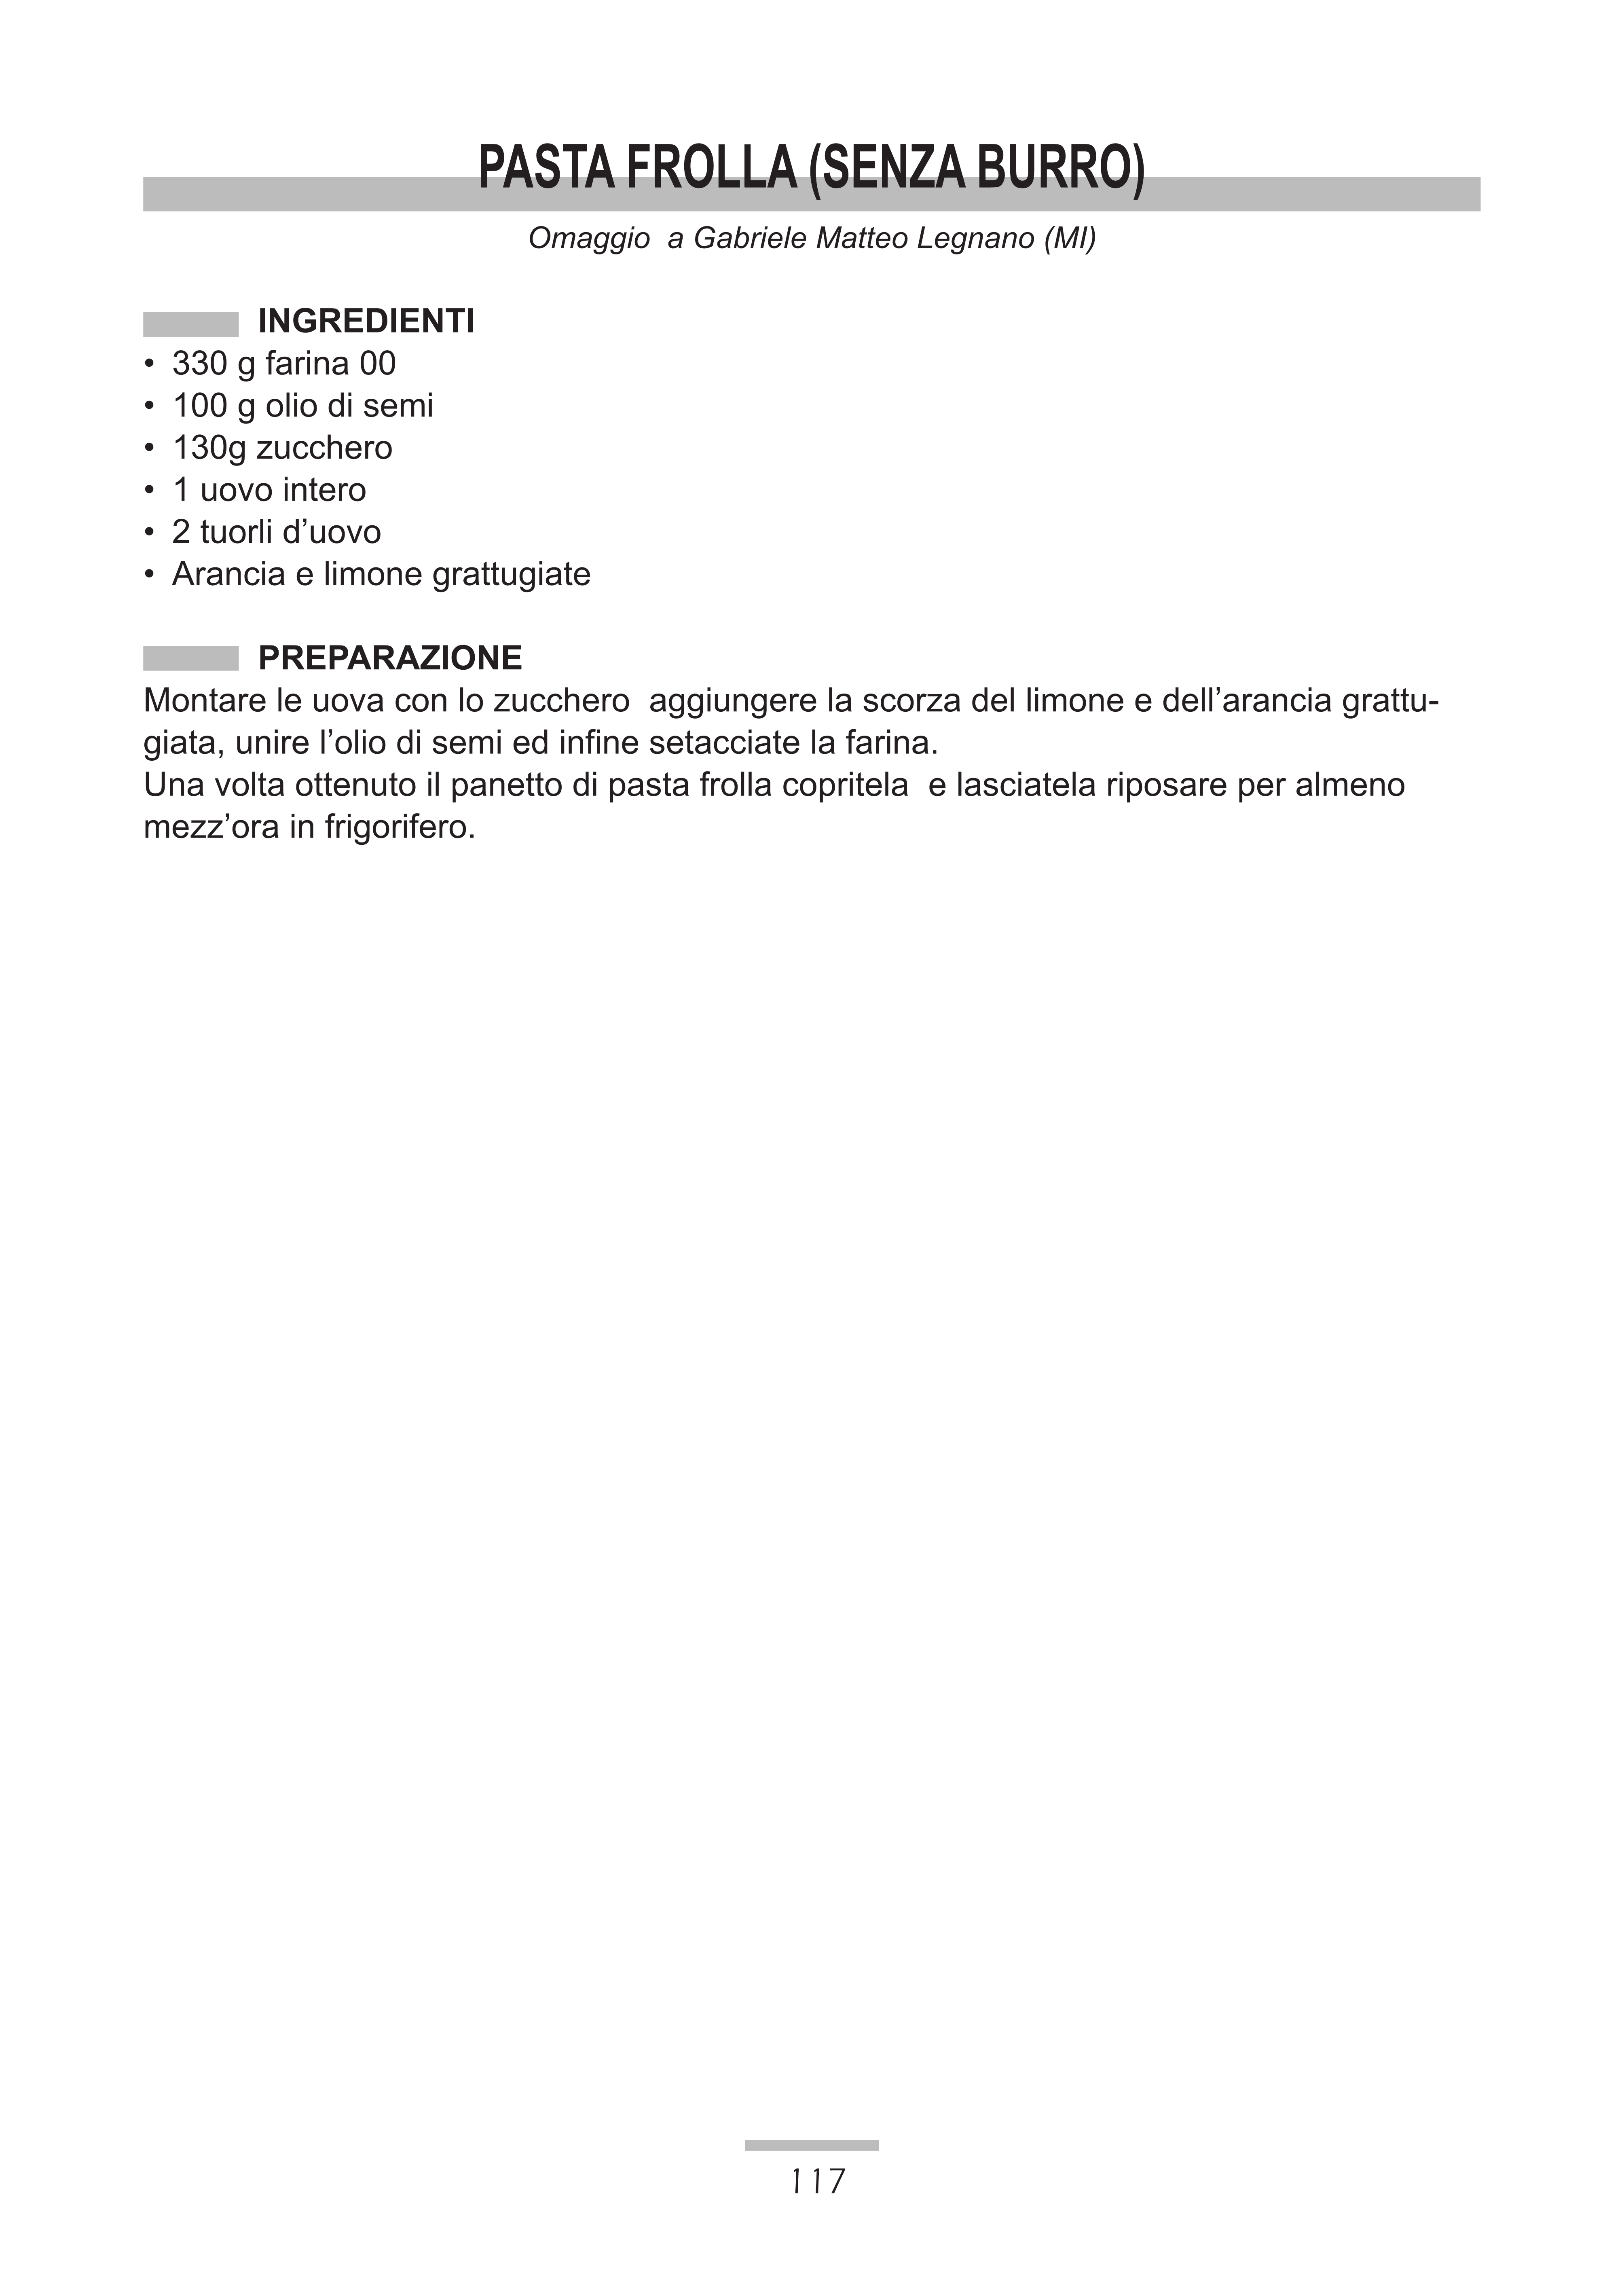 PASTA FROLLA (SENZA BURRO)
Omaggio  a Gabriele Matteo Legnano (MI)
INGREDIENTI
• 330 g farina 00
• 100 g olio di semi
• 130g zucchero
• 1 uovo intero
• 2 tuorli d’uovo
• Arancia e limone grattugiate
PREPARAZIONE
Montare le uova con lo zucchero  aggiungere la scorza del limone e dell’arancia grattu-
giata, unire l’olio di semi ed infine setacciate la farina.
Una volta ottenuto il panetto di pasta frolla copritela  e lasciatela riposare per almeno
mezz’ora in frigorifero.
117